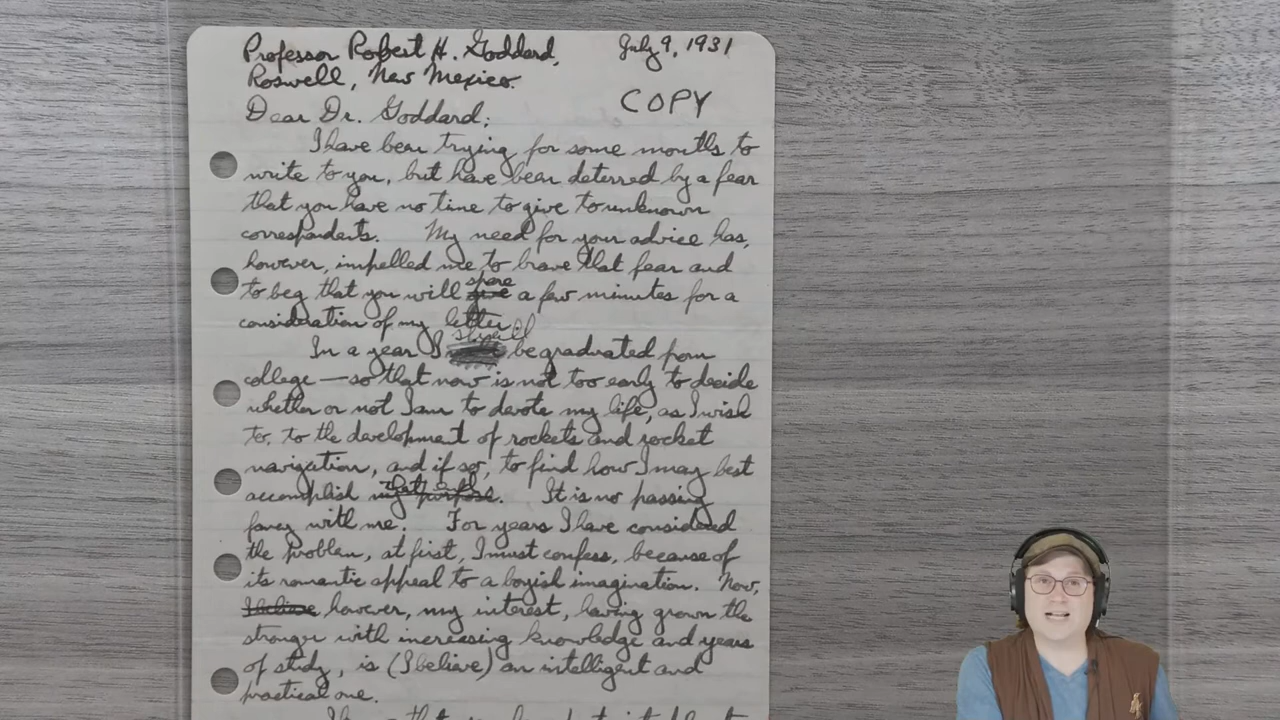 Professor Robert H. Goddard, July 9, 1931
Roswell, New Mexico.
COPY
Dear Dr. Goddard;
I have been trying for some months to
write to you, but have been deterred by a fear
that you have no time to give to unknown
correspondents. My need for your advice has,
however, impelled me to brave that fear and
to beg that you will give spare a few minutes for a
consideration of my letter.
In a year I should be graduated from
college — so that now is not too early to decide
whether or not I am to devote my life, as I wish
to, to the development of rockets and rocket
navigation, and if so, to find how I may best
accomplish my purpose that end. It is no passing
fancy with me. For years I have considered
the problem, at first, I must confess, because of
its romantic appeal to a boyish imagination. Now,
I believe however, my interest, having grown the
stronger with increasing knowledge and years
of study, is (I believe) an intelligent and
practical one.